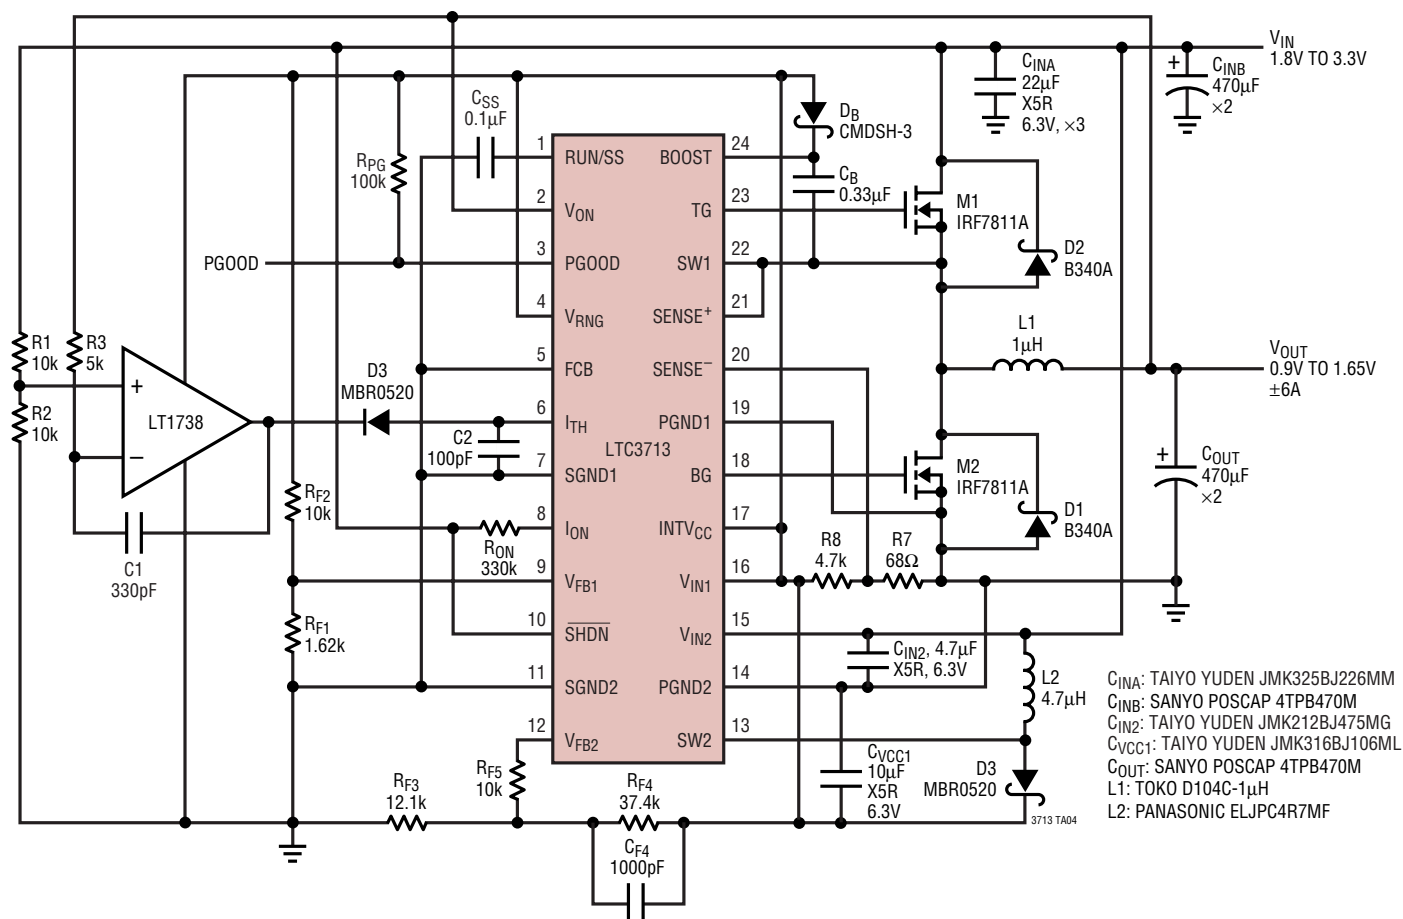 VIN
1.8V TO 3.3V
CINA
22µF
X5R
6.3V, ×3
+
CINB
470µF
×2
CSS
0.1µF
DB
CMDSH-3
RPG
100k
CB
0.33µF
1
RUN/SS
BOOST
24
2
VON
TG
23
3
PGOOD
SW1
22
4
VRNG
SENSE+
21
5
FCB
SENSE–
20
6
ITH
PGND1
19
LTC3713
7
SGND1
BG
18
8
ION
INTVCC
17
9
VFB1
VIN1
16
10
SHDN
VIN2
15
11
SGND2
PGND2
14
12
VFB2
SW2
13
PGOOD
M1
IRF7811A
D2
B340A
L1
1µH
VOUT
0.9V TO 1.65V
±6A
R1
10k
R3
5k
R2
10k
+
LT1738
–
D3
MBR0520
C2
100pF
C1
330pF
RF2
10k
RON
330k
RF1
1.62k
M2
IRF7811A
D1
B340A
+
COUT
470µF
×2
R8
4.7k
R7
68Ω
CIN2, 4.7µF
X5R, 6.3V
L2
4.7µH
RF3
12.1k
RF5
10k
RF4
37.4k
CF4
1000pF
CVCC1
10µF
X5R
6.3V
D3
MBR0520
3713 TA04
CINA: TAIYO YUDEN JMK325BJ226MM
CINB: SANYO POSCAP 4TPB470M
CIN2: TAIYO YUDEN JMK212BJ475MG
CVCC1: TAIYO YUDEN JMK316BJ106ML
COUT: SANYO POSCAP 4TPB470M
L1: TOKO D104C-1µH
L2: PANASONIC ELJPC4R7MF